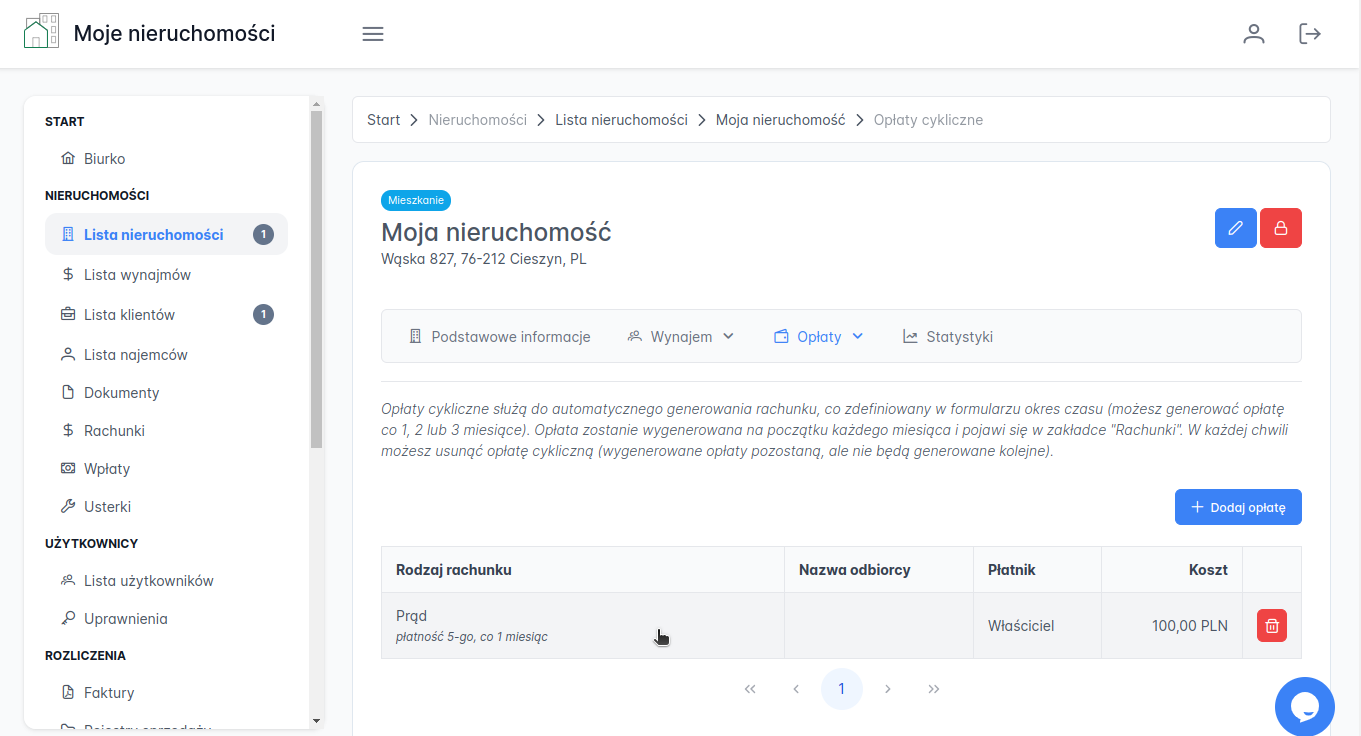 Moje nieruchomości
START
Biurko
NIERUCHOMOŚCI
Lista nieruchomości 1
Lista wynajmów
Lista klientów 1
Lista najemców
Dokumenty
Rachunki
Wpłaty
Usterki
UŻYTKOWNICY
Lista użytkowników
Uprawnienia
ROZLICZENIA
Faktury
Rejestry sprzedaży
Start > Nieruchomości > Lista nieruchomości > Moja nieruchomość > Opłaty cykliczne
Mieszkanie
Moja nieruchomość
Wąska 827, 76-212 Cieszyn, PL
Podstawowe informacje Wynajem Opłaty Statystyki
Opłaty cykliczne służą do automatycznego generowania rachunku, co zdefiniowany w formularzu okres czasu (możesz generować opłatę
co 1, 2 lub 3 miesiące). Opłata zostanie wygenerowana na początku każdego miesiąca i pojawi się w zakładce "Rachunki". W każdej chwili
możesz usunąć opłatę cykliczną (wygenerowane opłaty pozostaną, ale nie będą generowane kolejne).
+ Dodaj opłatę
Rodzaj rachunku Nazwa odbiorcy Płatnik Koszt
Prąd
płatność 5-go, co 1 miesiąc
Właściciel 100,00 PLN
« ‹ 1 › »